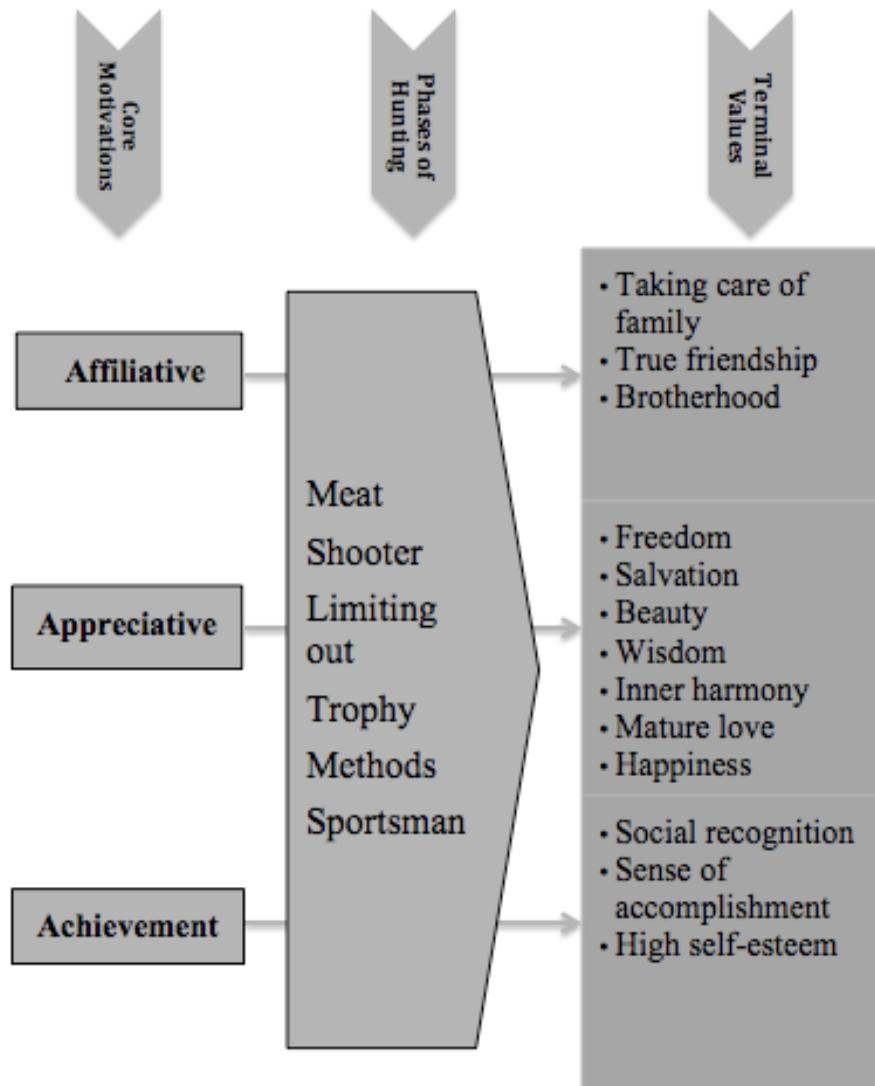 Core
Motivations
Phases of
Hunting
Terminal
Values
Affiliative
Appreciative
Achievement
Meat
Shooter
Limiting
out
Trophy
Methods
Sportsman
• Taking care of
family
• True friendship
• Brotherhood
• Freedom
• Salvation
• Beauty
• Wisdom
• Inner harmony
• Mature love
• Happiness
• Social recognition
• Sense of
accomplishment
• High self-esteem